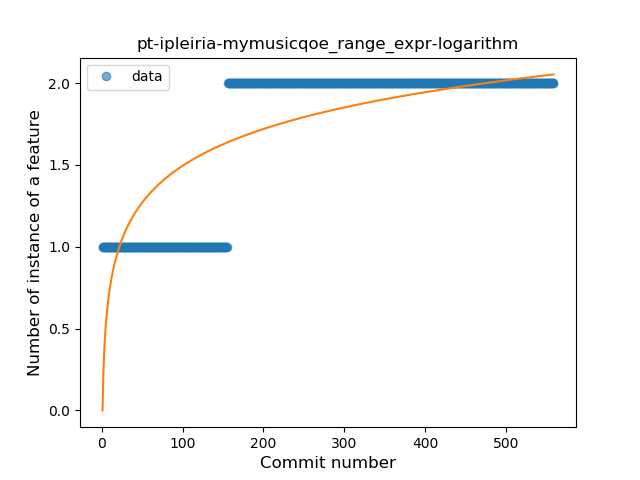 pt-ipleiria-mymusicqoe_range_expr-logarithm
data
Number of instance of a feature
2.0
1.5
1.0
0.5
0.0
0 100 200 300 400 500
Commit number